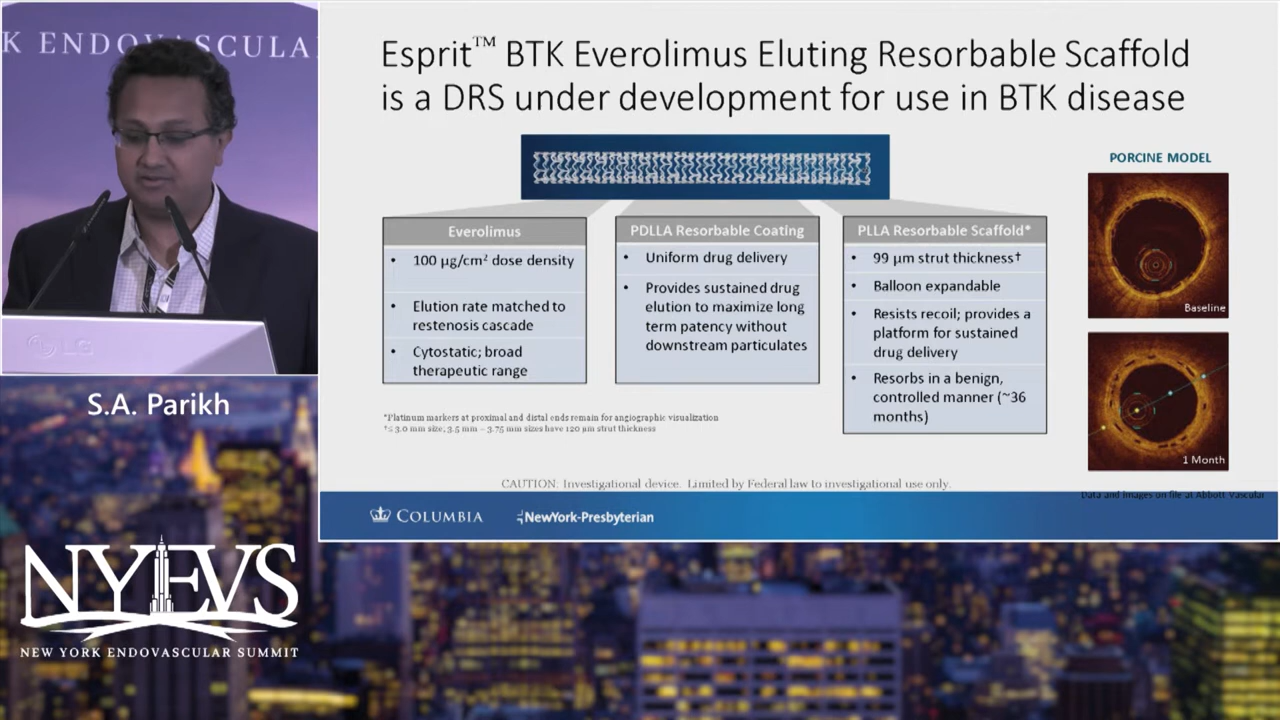 K ENDOVASCULA
Esprit™ BTK Everolimus Eluting Resorbable Scaffold
is a DRS under development for use in BTK disease
PORCINE MODEL
Everolimus
• 100 µg/cm² dose density
• Elution rate matched to
restenosis cascade
• Cytostatic; broad
therapeutic range
PDLLA Resorbable Coating
• Uniform drug delivery
• Provides sustained drug
elution to maximize long
term patency without
downstream particulates
PLLA Resorbable Scaffold*
• 99 µm strut thickness†
• Balloon expandable
• Resists recoil; provides a
platform for sustained
drug delivery
• Resorbs in a benign,
controlled manner (~36
months)
Baseline
1 Month
*Platinum markers at proximal and distal ends remain for angiographic visualization
†≤ 3.0 mm size; 3.5 mm – 3.75 mm sizes have 120 µm strut thickness
CAUTION: Investigational device. Limited by Federal law to investigational use only.
Data and images on file at Abbott Vascular
COLUMBIA
NewYork-Presbyterian
LG
S.A. Parikh
NYEVS
NEW YORK ENDOVASCULAR SUMMIT